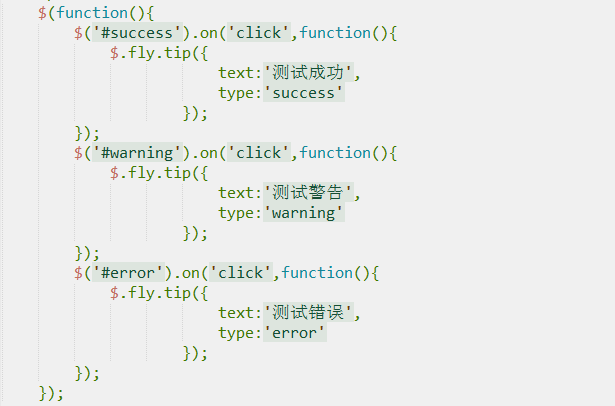 $(function(){
    $('#success').on('click',function(){
        $.fly.tip({
                    text:'测试成功',
                    type:'success'
                });
    });
    $('#warning').on('click',function(){
        $.fly.tip({
                    text:'测试警告',
                    type:'warning'
                });
    });
    $('#error').on('click',function(){
        $.fly.tip({
                    text:'测试错误',
                    type:'error'
                });
    });
});